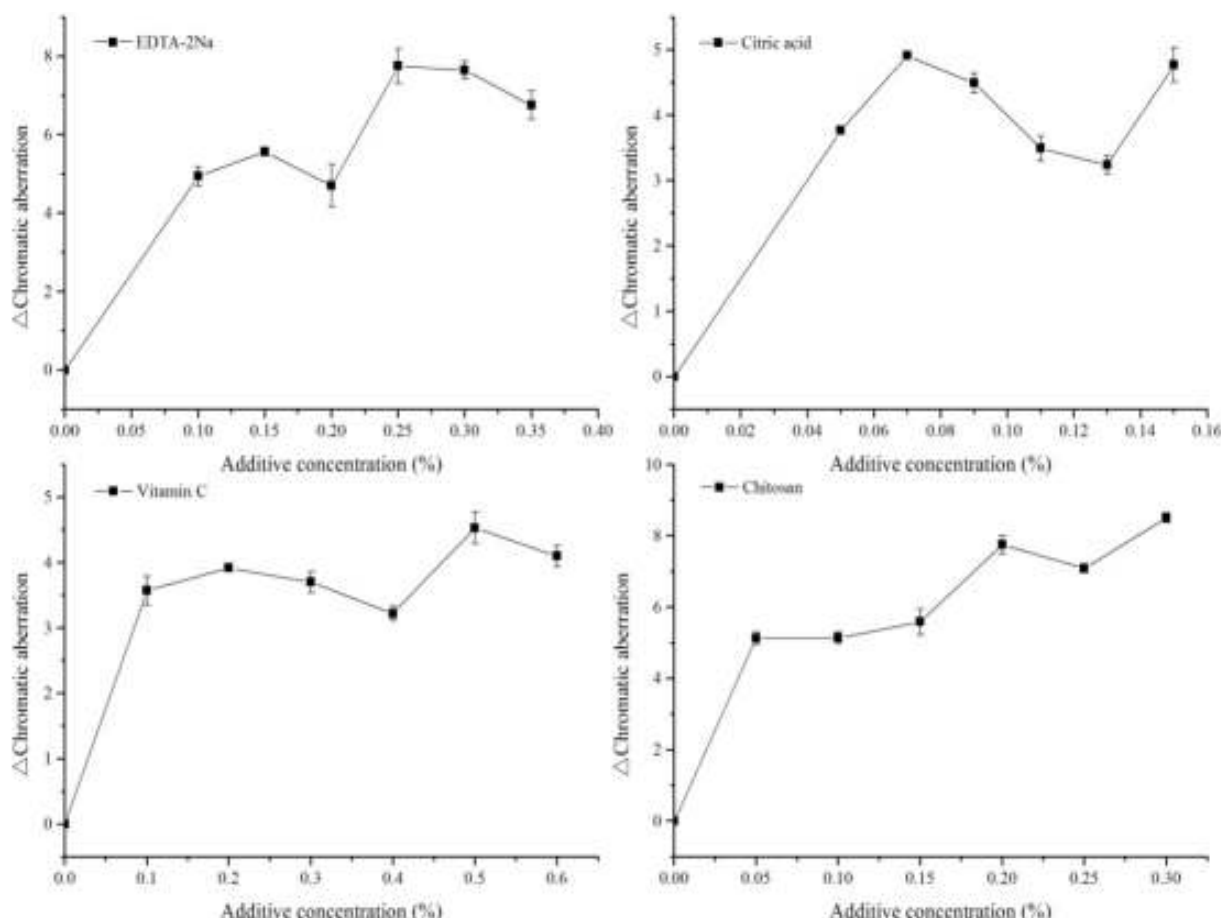 EDTA-2Na
8
6
4
2
0
△Chromatic aberration
0.00 0.05 0.10 0.15 0.20 0.25 0.30 0.35 0.40
Additive concentration (%)
Citric acid
5
4
3
2
1
0
△Chromatic aberration
0.00 0.02 0.04 0.06 0.08 0.10 0.12 0.14 0.16
Additive concentration (%)
Vitamin C
5
4
3
2
1
0
△Chromatic aberration
0.0 0.1 0.2 0.3 0.4 0.5 0.6
Additive concentration (%)
Chitosan
10
8
6
4
2
0
△Chromatic aberration
0.00 0.05 0.10 0.15 0.20 0.25 0.30
Additive concentration (%)